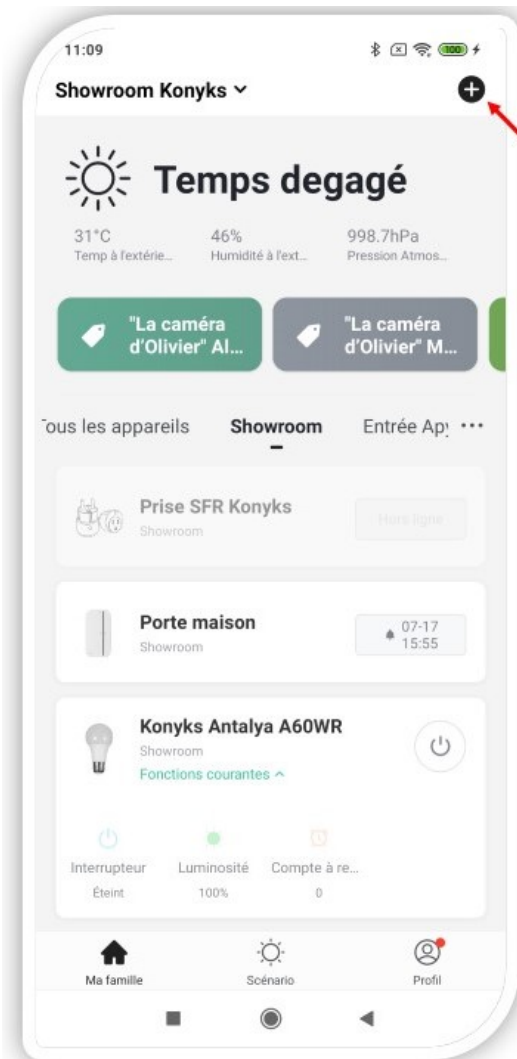 11:09
100
Showroom Konyks
Temps degagé
31°C 46% 998.7hPa
Temp à l'extérie... Humidité à l'ext... Pression Atmos...
"La caméra d'Olivier" Al...
"La caméra d'Olivier" M...
ous les appareils Showroom Entrée Apy ...
Prise SFR Konyks
Showroom
Hors ligne
Porte maison
Showroom
07-17
15:55
Konyks Antalya A60WR
Showroom
Fonctions courantes
Interrupteur Luminosité Compte à re...
Éteint 100% 0
Ma famille Scénario Profil